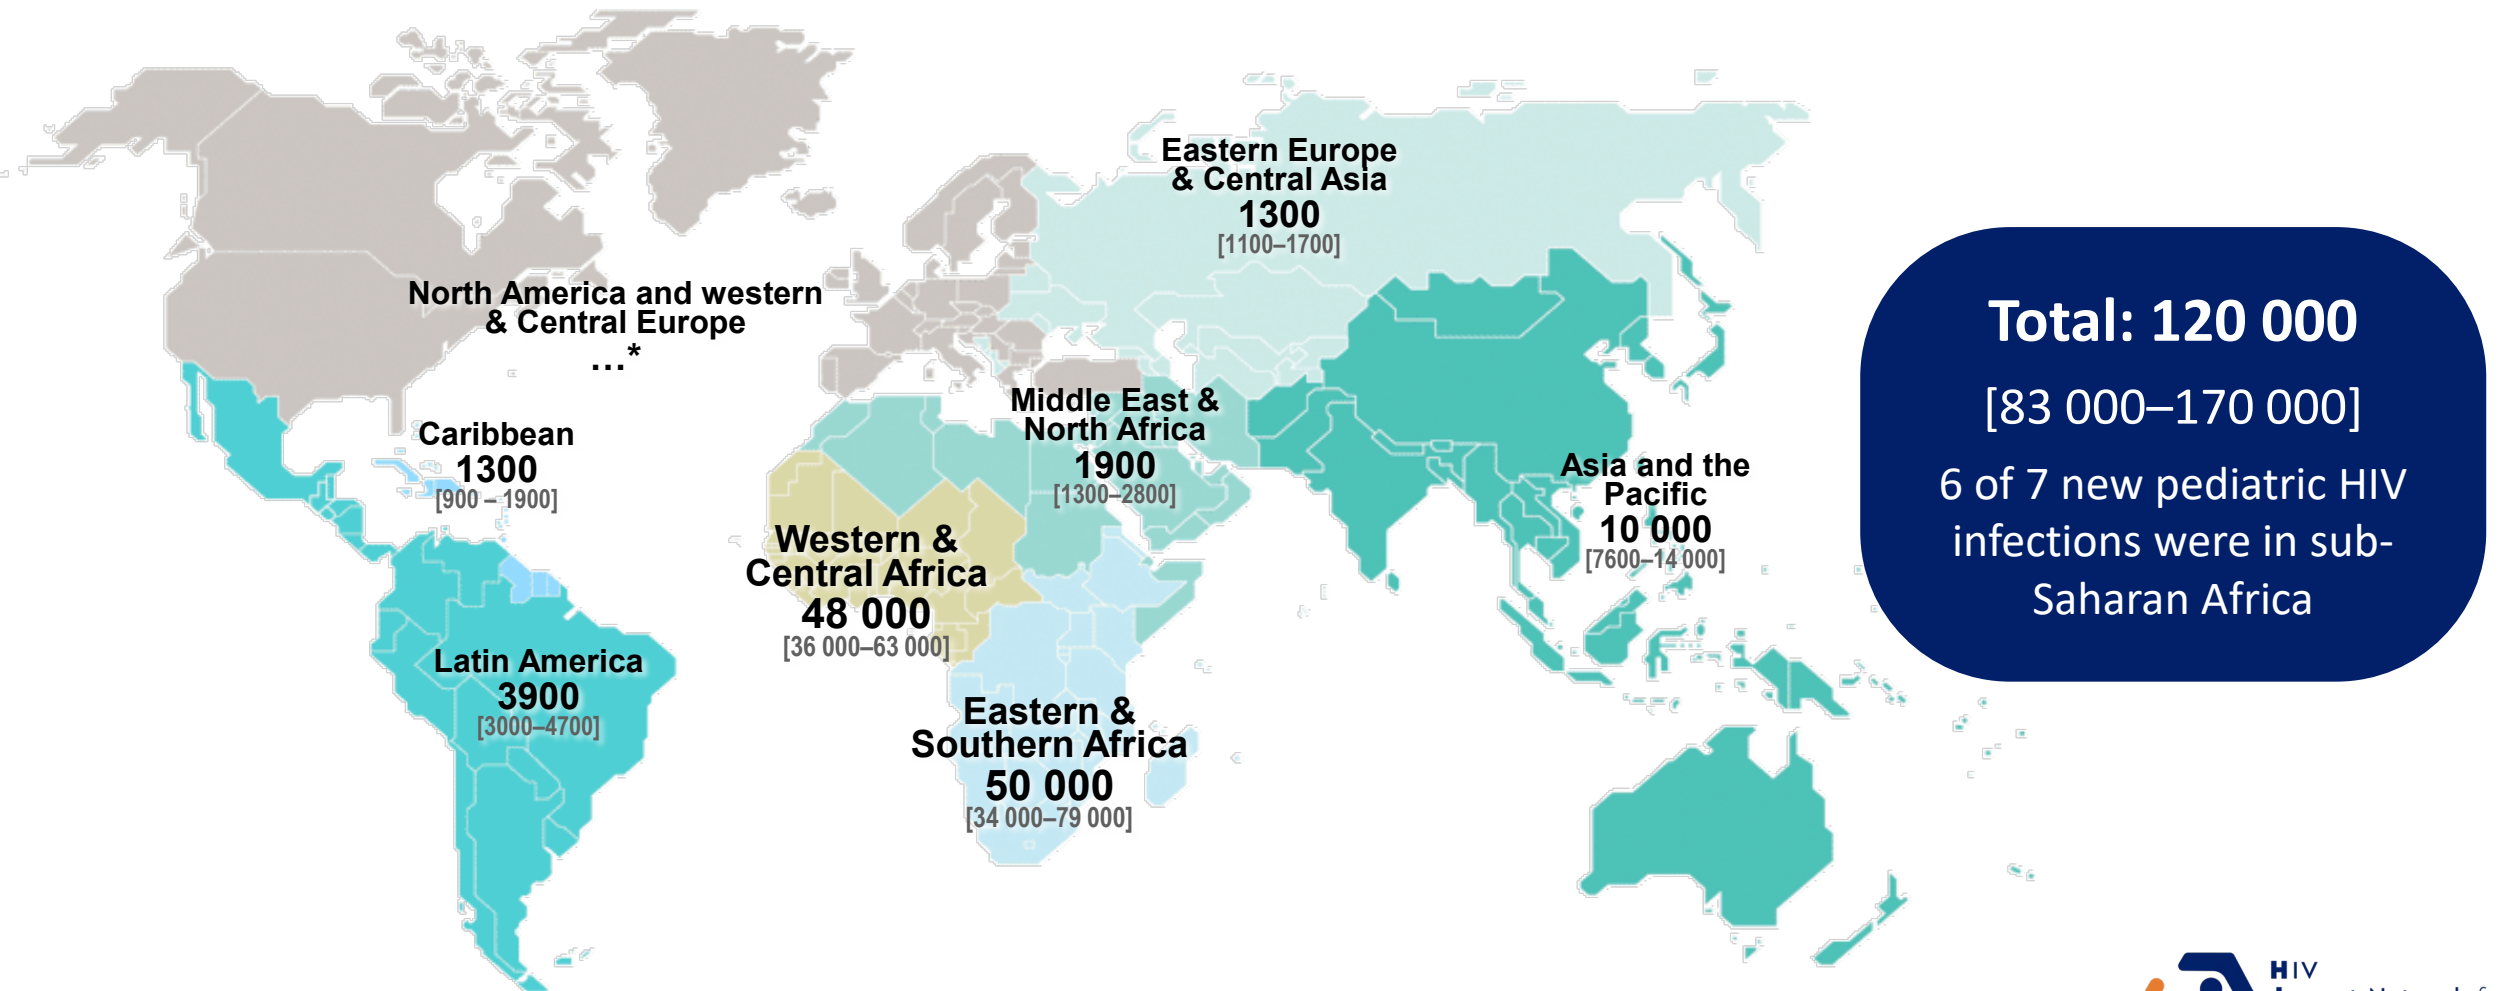 Eastern Europe
& Central Asia
1300
[1100–1700]
North America and western
& Central Europe
…*
Middle East &
North Africa
1900
[1300–2800]
Caribbean
1300
[900 – 1900]
Asia and the
Pacific
10 000
[7600–14 000]
Western &
Central Africa
48 000
[36 000–63 000]
Latin America
3900
[3000–4700]
Eastern &
Southern Africa
50 000
[34 000–79 000]
Total: 120 000
[83 000–170 000]
6 of 7 new pediatric HIV
infections were in sub-
Saharan Africa
HIV